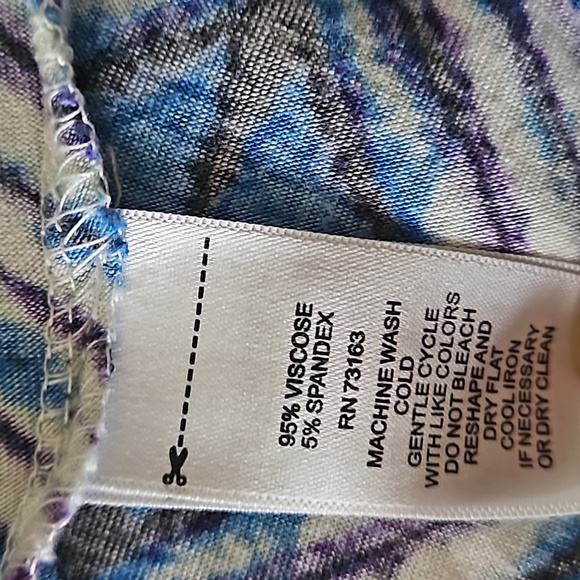 95% VISCOSE
5% SPANDEX
RN 73163
MACHINE WASH
COLD
GENTLE CYCLE
WITH LIKE COLORS
DO NOT BLEACH
RESHAPE AND
DRY FLAT
COOL IRON
IF NECESSARY
OR DRY CLEAN